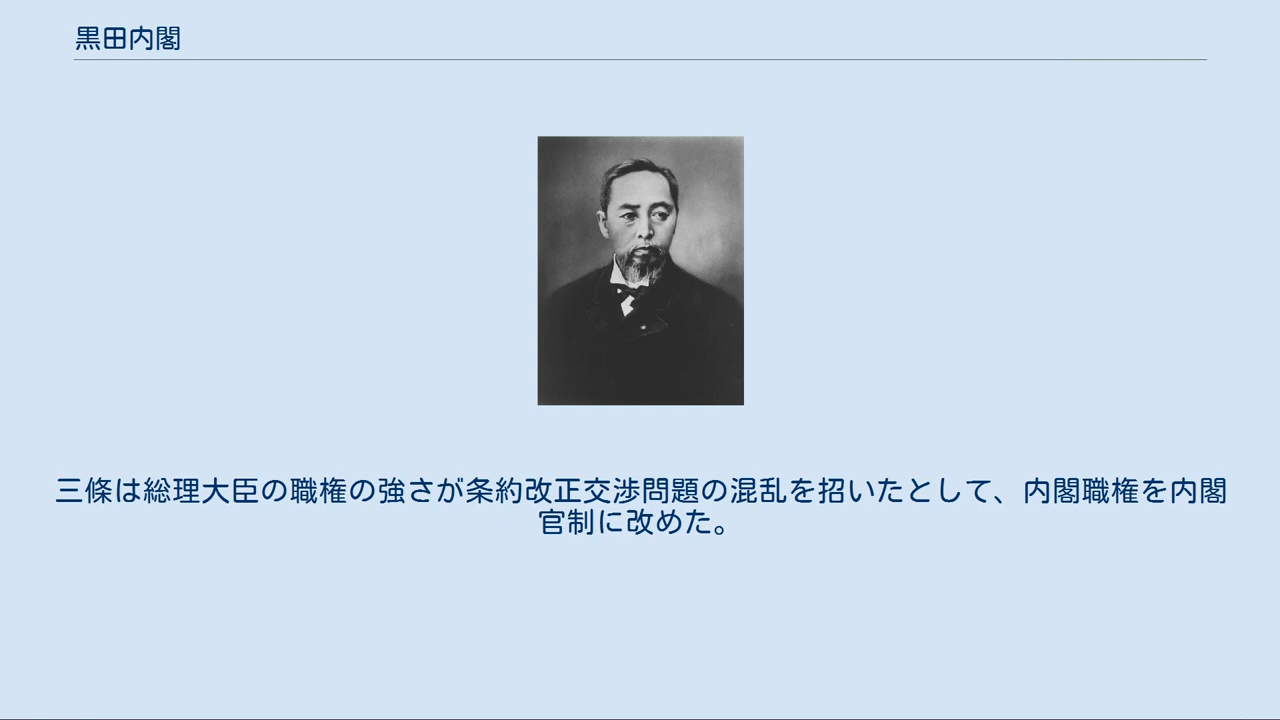 黒田内閣
三條は総理大臣の職権の強さが条約改正交渉問題の混乱を招いたとして、内閣職権を内閣
官制に改めた。